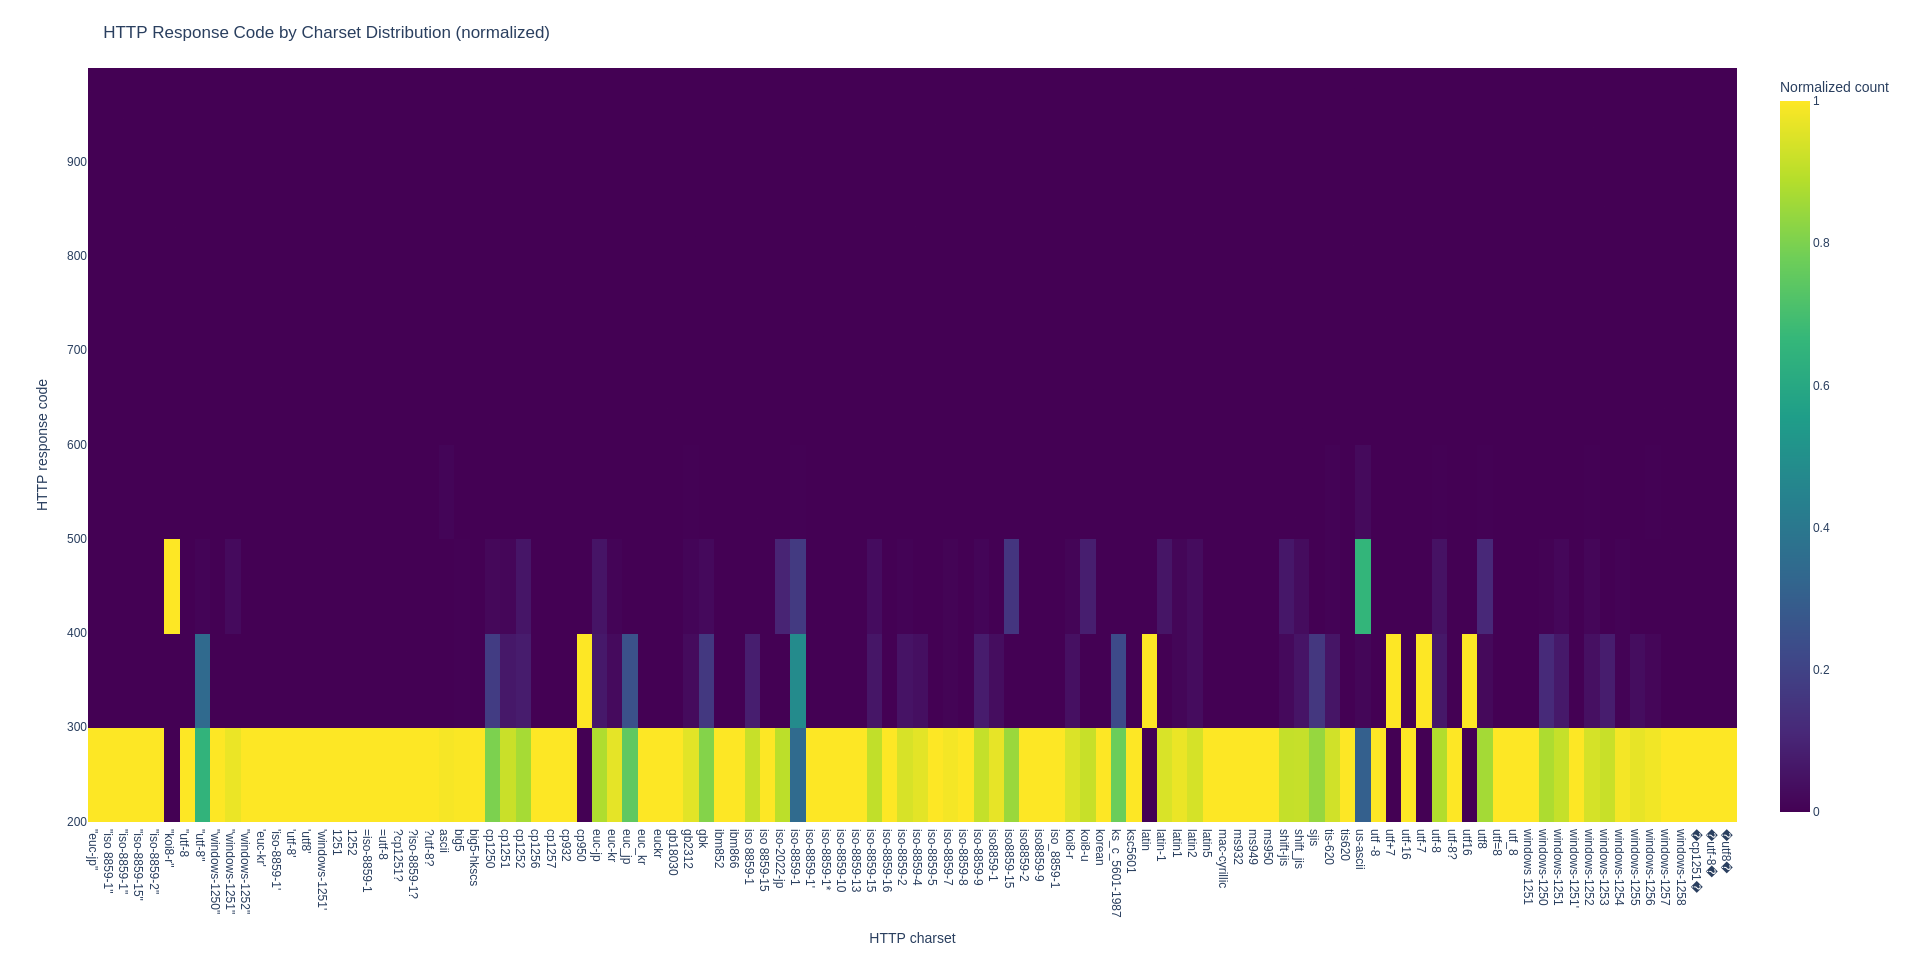 HTTP Response Code by Charset Distribution (normalized)
Normalized count
1
0.8
0.6
0.4
0.2
0
HTTP response code
900
800
700
600
500
400
300
200
"euc-jp"
"iso 8859-1"
"iso-8859-1"
"iso-8859-15"
"iso-8859-2"
"koi8-r"
"utf-8
"utf-8"
"windows-1250"
"windows-1251"
"windows-1252"
'euc-kr'
'iso-8859-1'
'utf-8'
'utf8'
'windows-1251'
1251
1252
=iso-8859-1
=utf-8
?cp1251?
?iso-8859-1?
?utf-8?
ascii
big5
big5-hkscs
cp1250
cp1251
cp1252
cp1256
cp1257
cp932
cp950
euc-jp
euc-kr
euc_jp
euc_kr
euckr
gb18030
gb2312
gbk
ibm852
ibm866
iso 8859-1
iso 8859-15
iso-2022-jp
iso-8859-1
iso-8859-1'
iso-8859-1*
iso-8859-10
iso-8859-13
iso-8859-15
iso-8859-16
iso-8859-2
iso-8859-4
iso-8859-5
iso-8859-7
iso-8859-8
iso-8859-9
iso8859-1
iso8859-15
iso8859-2
iso8859-9
iso_8859-1
koi8-r
koi8-u
korean
ks_c_5601-1987
ksc5601
latin
latin-1
latin1
latin2
latin5
mac-cyrillic
ms932
ms949
ms950
shift-jis
shift_jis
sjis
tis-620
tis620
us-ascii
utf -8
utf+7
utf-16
utf-7
utf-8
utf-8?
utf16
utf8
utf=8
utf_8
windows 1251
windows-1250
windows-1251
windows-1251'
windows-1252
windows-1253
windows-1254
windows-1255
windows-1256
windows-1257
windows-1258
�cp1251�
�utf-8�
�utf8�
HTTP charset